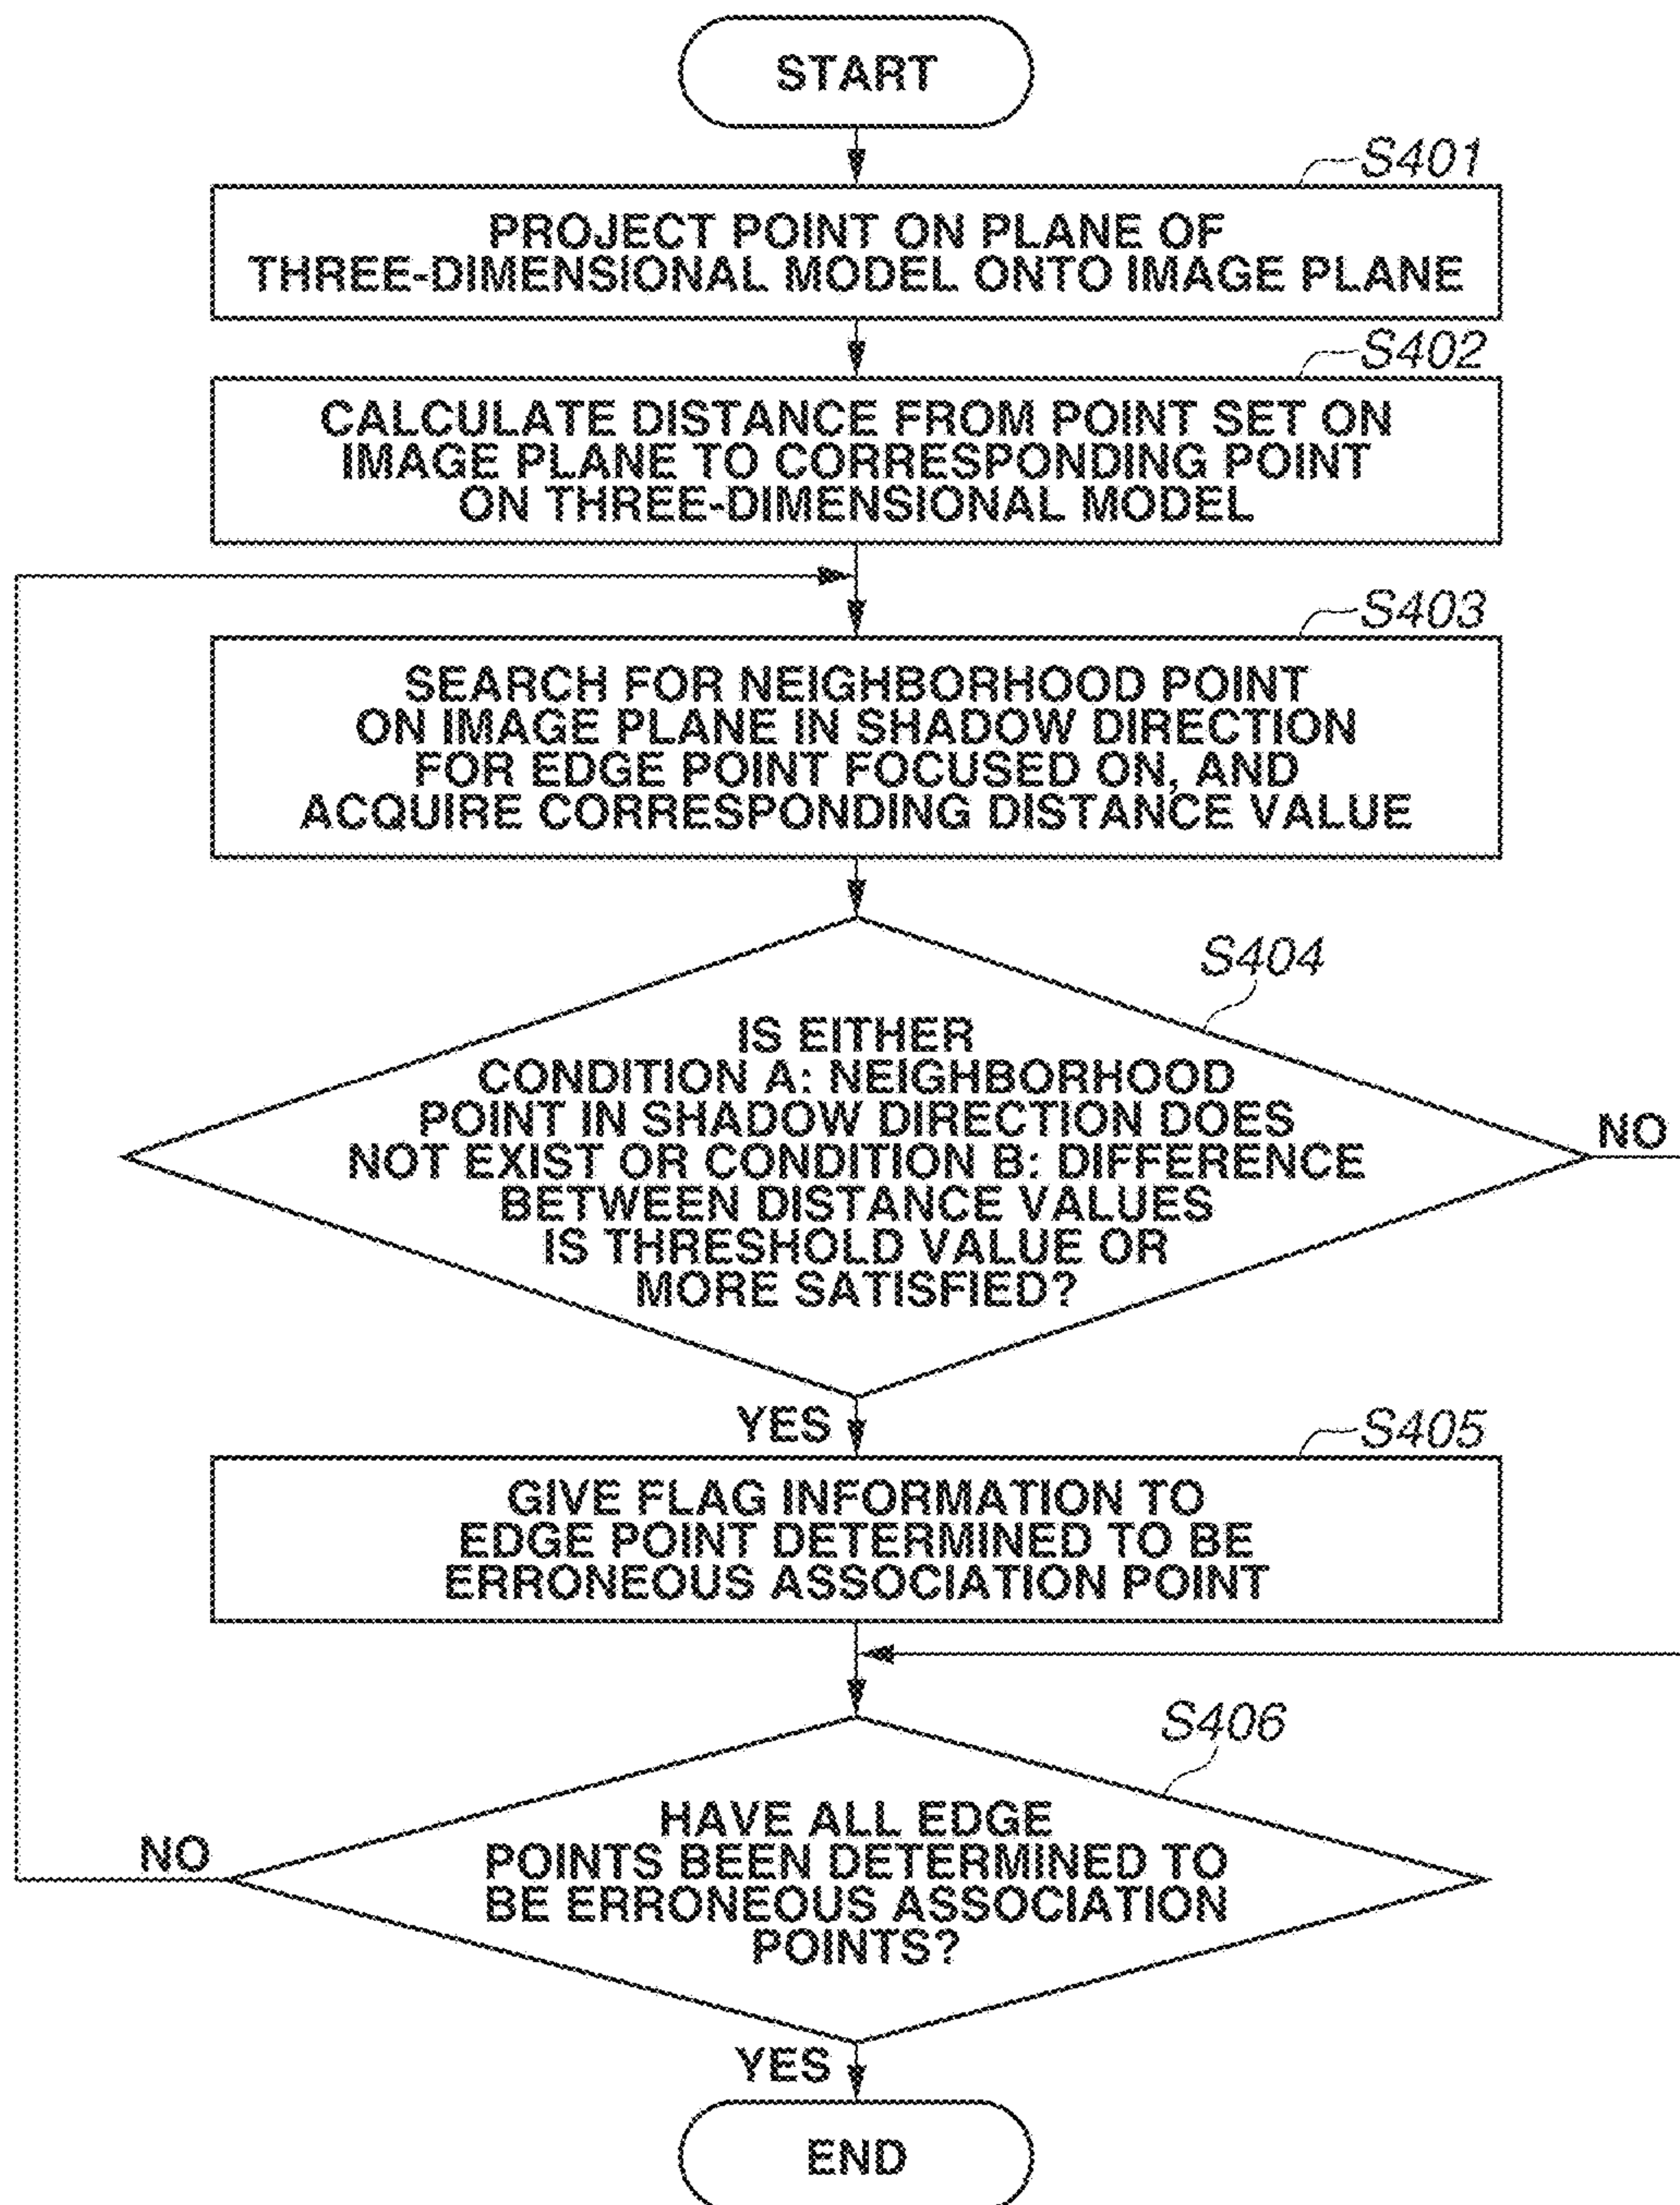 START
S401
PROJECT POINT ON PLANE OF
THREE-DIMENSIONAL MODEL ONTO IMAGE PLANE
S402
CALCULATE DISTANCE FROM POINT SET ON
IMAGE PLANE TO CORRESPONDING POINT
ON THREE-DIMENSIONAL MODEL
S403
SEARCH FOR NEIGHBORHOOD POINT
ON IMAGE PLANE IN SHADOW DIRECTION
FOR EDGE POINT FOCUSED ON, AND
ACQUIRE CORRESPONDING DISTANCE VALUE
S404
IS EITHER
CONDITION A: NEIGHBORHOOD
POINT IN SHADOW DIRECTION DOES
NOT EXIST OR CONDITION B: DIFFERENCE
BETWEEN DISTANCE VALUES
IS THRESHOLD VALUE OR
MORE SATISFIED?
NO
YES
S405
GIVE FLAG INFORMATION TO
EDGE POINT DETERMINED TO BE
ERRONEOUS ASSOCIATION POINT
S406
HAVE ALL EDGE
POINTS BEEN DETERMINED TO
BE ERRONEOUS ASSOCIATION
POINTS?
NO
YES
END